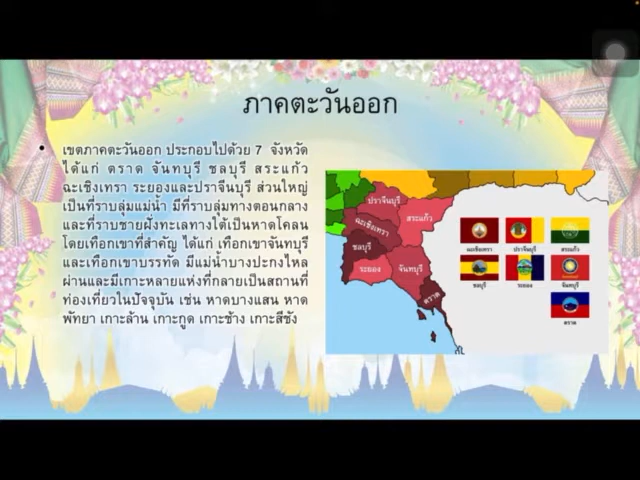 ภาคตะวันออก
• เขตภาคตะวันออก ประกอบไปด้วย 7 จังหวัด
ได้แก่ ตราด จันทบุรี ชลบุรี สระแก้ว
ฉะเชิงเทรา ระยองและปราจีนบุรี ส่วนใหญ่
เป็นที่ราบลุ่มแม่น้ำ มีที่ราบลุ่มทางตอนกลาง
และที่ราบชายฝั่งทะเลทางใต้เป็นหาดโคลน
โดยเทือกเขาที่สำคัญ ได้แก่ เทือกเขาจันทบุรี
และเทือกเขาบรรทัด มีแม่น้ำบางปะกงไหล
ผ่านและมีเกาะหลายแห่งที่กลายเป็นสถานที่
ท่องเที่ยวในปัจจุบัน เช่น หาดบางแสน หาด
พัทยา เกาะล้าน เกาะกูด เกาะช้าง เกาะสีชัง
ปราจีนบุรี
สระแก้ว
ฉะเชิงเทรา
ชลบุรี
ระยอง
จันทบุรี
ตราด
ฉะเชิงเทรา ปราจีนบุรี สระแก้ว
ชลบุรี ระยอง จันทบุรี
ตราด